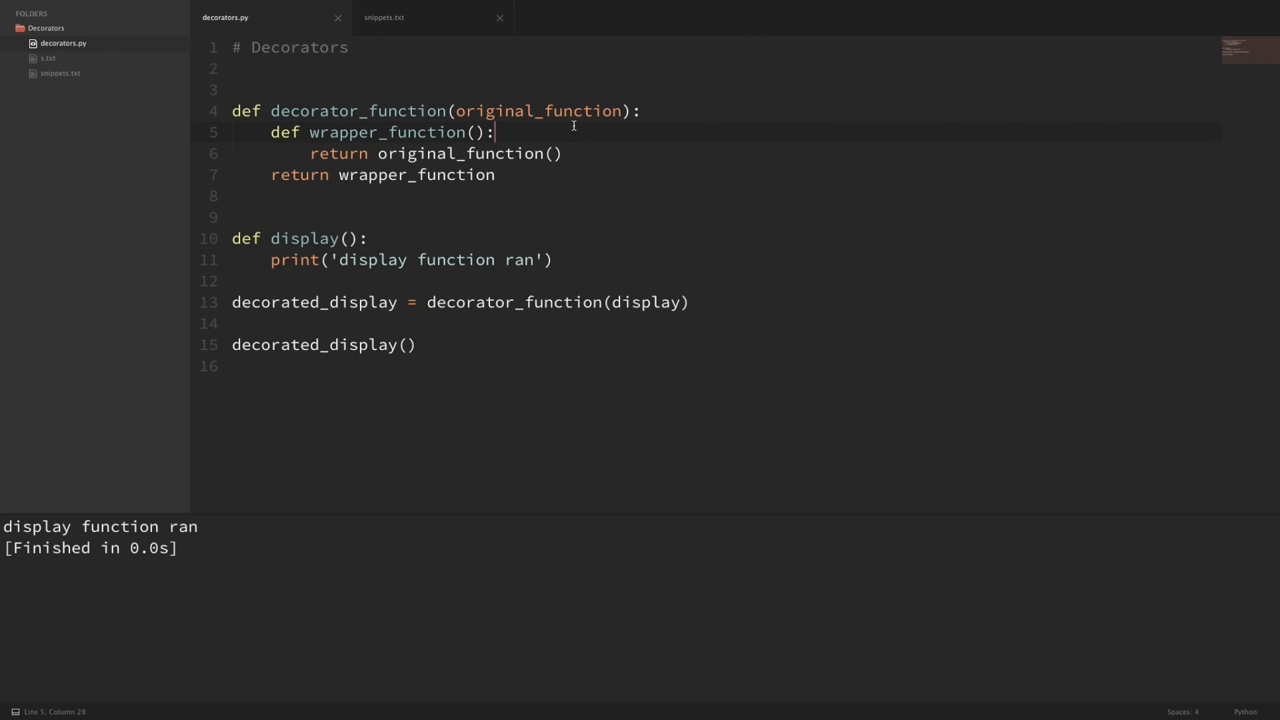 FOLDERS
Decorators
decorators.py
s.txt
snippets.txt
decorators.py
snippets.txt
1 # Decorators
2
3
4 def decorator_function(original_function):
5     def wrapper_function():
6         return original_function()
7     return wrapper_function
8
9
10 def display():
11     print('display function ran')
12
13 decorated_display = decorator_function(display)
14
15 decorated_display()
16
display function ran
[Finished in 0.0s]
Line 5, Column 28
Spaces: 4
Python